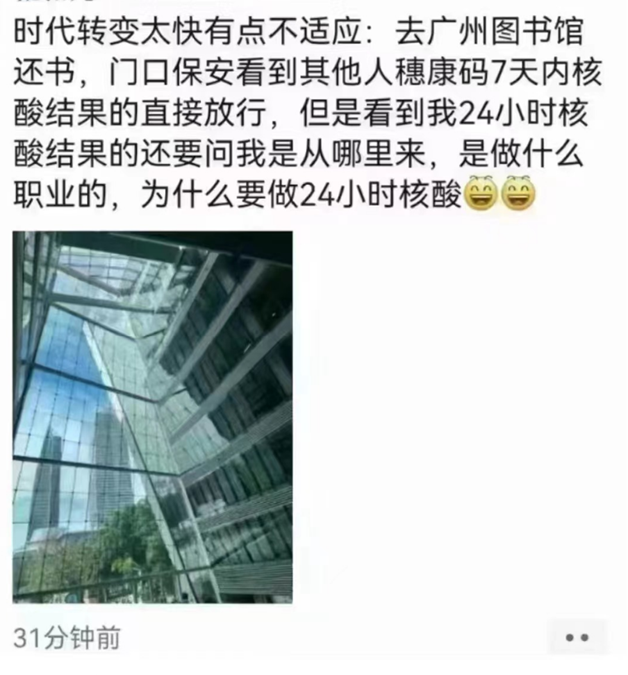 时代转变太快有点不适应：去广州图书馆
还书，门口保安看到其他人穗康码7天内核
酸结果的直接放行，但是看到我24小时核
酸结果的还要问我是从哪里来，是做什么
职业的，为什么要做24小时核酸😄😄
31分钟前